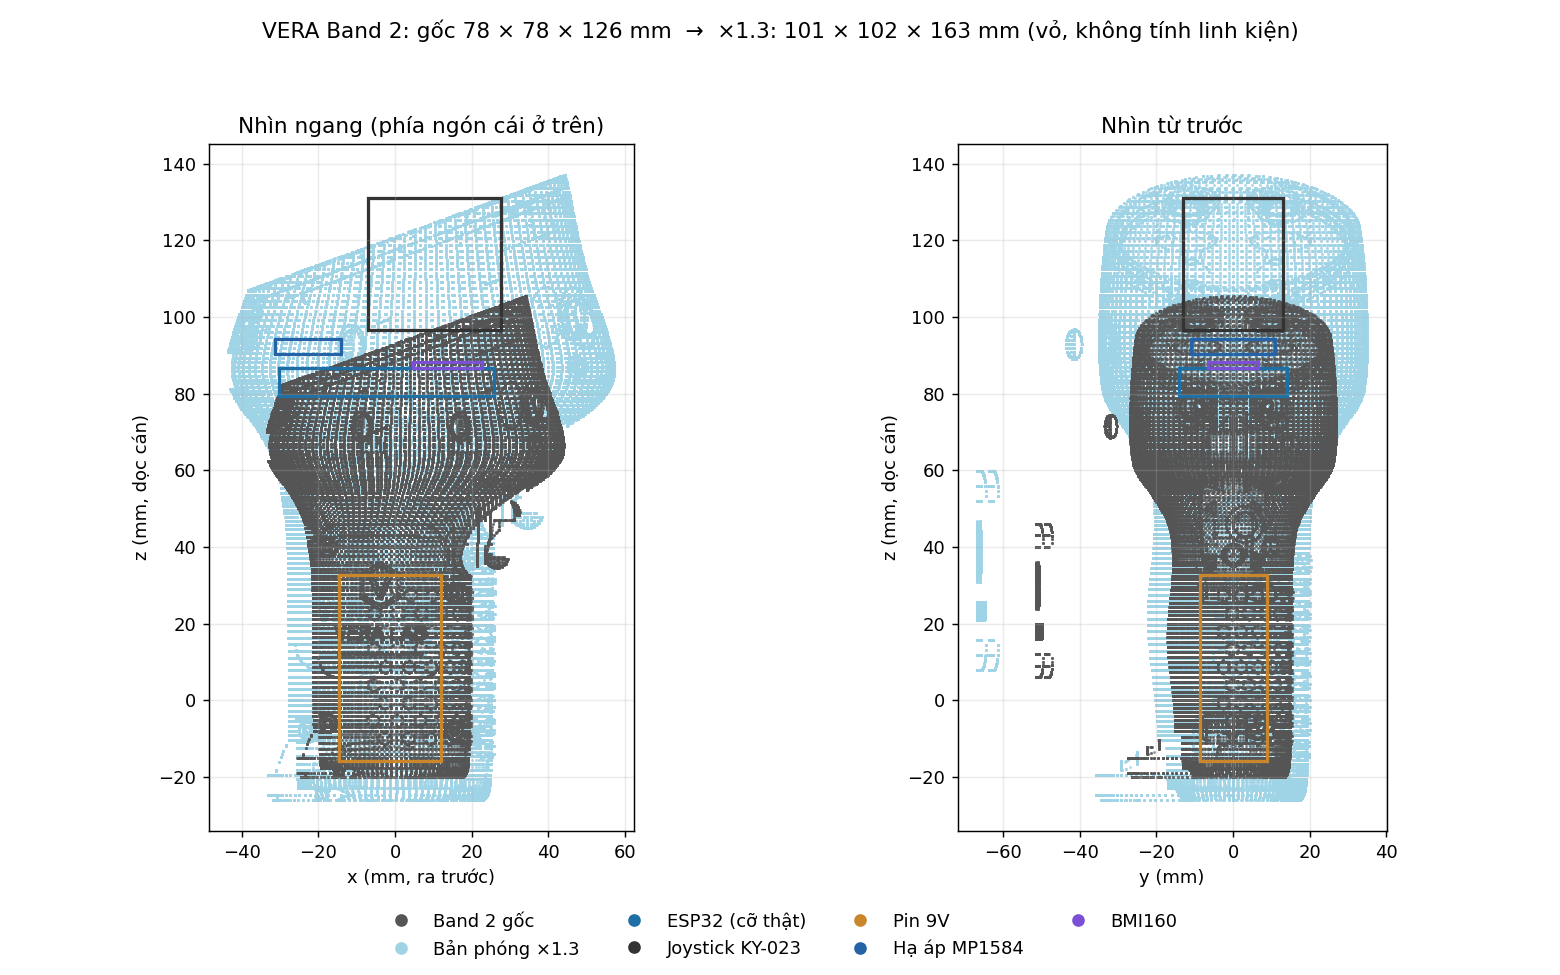 VERA Band 2: gốc 78 × 78 × 126 mm → ×1.3: 101 × 102 × 163 mm (vỏ, không tính linh kiện)
Nhìn ngang (phía ngón cái ở trên)
140
120
100
80
60
40
20
0
−20
z (mm, dọc cán)
−40 −20 0 20 40 60
x (mm, ra trước)
Nhìn từ trước
140
120
100
80
60
40
20
0
−20
z (mm, dọc cán)
−60 −40 −20 0 20 40
y (mm)
Band 2 gốc
Bản phóng ×1.3
ESP32 (cỡ thật)
Joystick KY-023
Pin 9V
Hạ áp MP1584
BMI160